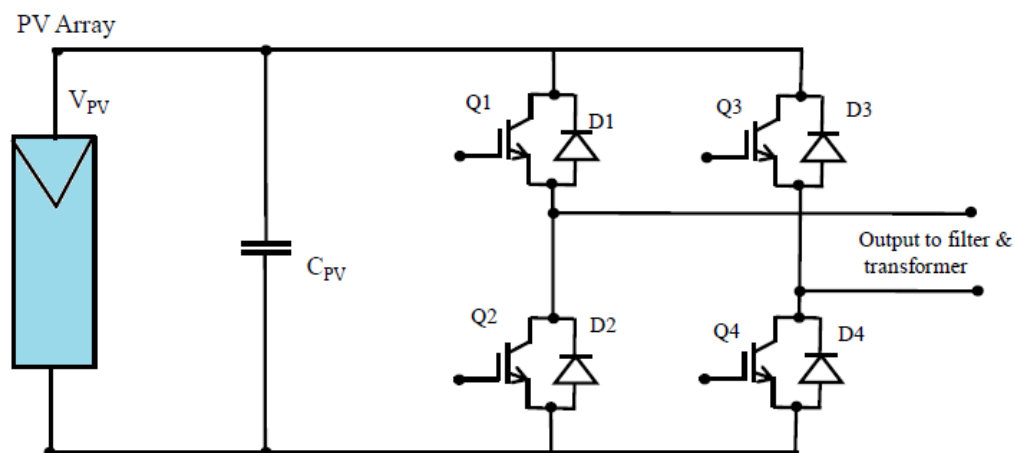 PV Array
VPV
Q1
D1
Q3
D3
CPV
Output to filter &
transformer
Q2
D2
Q4
D4